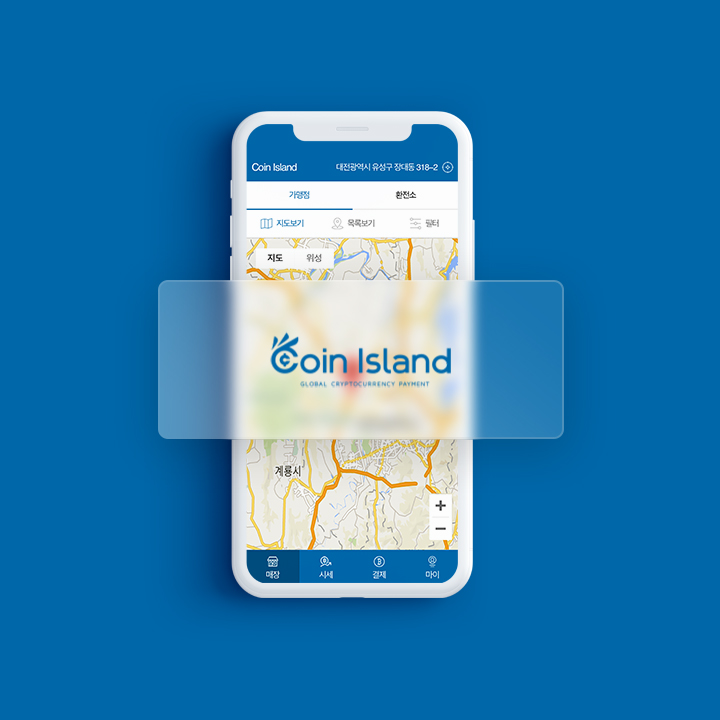 Coin Island
대전광역시 유성구 장대동 318-2
가맹점 환전소
지도보기 목록보기 필터
지도 위성
Coin Island
GLOBAL CRYPTOCURRENCY PAYMENT
계룡시
+
−
매장 시세 결제 마이